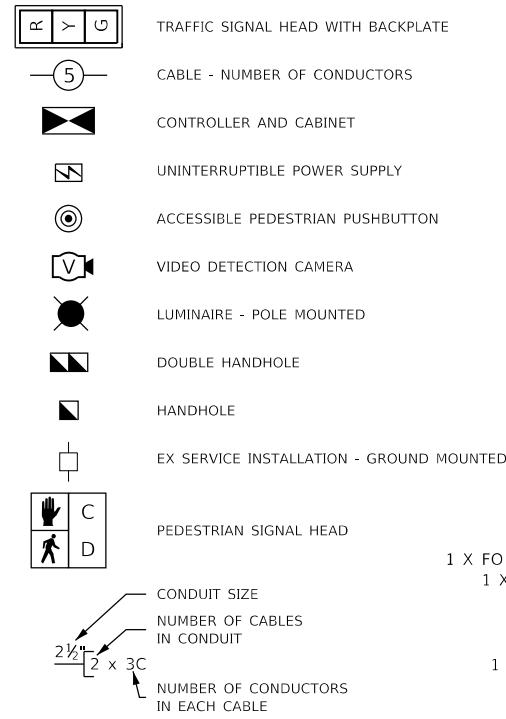 R Y G TRAFFIC SIGNAL HEAD WITH BACKPLATE
5 CABLE - NUMBER OF CONDUCTORS
CONTROLLER AND CABINET
UNINTERRUPTIBLE POWER SUPPLY
ACCESSIBLE PEDESTRIAN PUSHBUTTON
V VIDEO DETECTION CAMERA
LUMINAIRE - POLE MOUNTED
DOUBLE HANDHOLE
HANDHOLE
EX SERVICE INSTALLATION - GROUND MOUNTED
C
PEDESTRIAN SIGNAL HEAD
D
1 X FO
1 X
CONDUIT SIZE
NUMBER OF CABLES
IN CONDUIT
2½"
2 x 3C
1
NUMBER OF CONDUCTORS
IN EACH CABLE